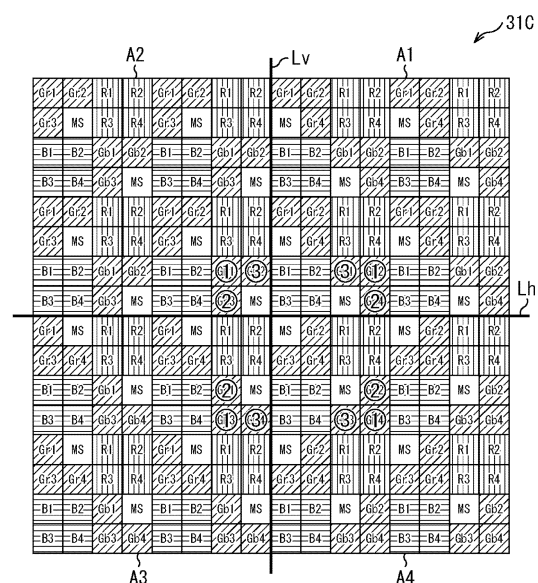 31C
A2 Lv A1
Gr1 Gr2 R1 R2 Gr1 Gr2 R1 R2 Gr1 Gr2 R1 R2 Gr1 Gr2 R1 R2
Gr3 MS R3 R4 Gr3 MS R3 R4 MS Gr4 R3 R4 MS Gr4 R3 R4
B1 B2 Gb1 Gb2 B1 B2 Gb1 Gb2 B1 B2 Gb1 Gb2 B1 B2 Gb1 Gb2
B3 B4 Gb3 MS B3 B4 Gb3 MS B3 B4 MS Gb4 B3 B4 MS Gb4
Gr1 Gr2 R1 R2 Gr1 Gr2 R1 R2 Gr1 Gr2 R1 R2 Gr1 Gr2 R1 R2
Gr3 MS R3 R4 Gr3 MS R3 R4 MS Gr4 R3 R4 MS Gr4 R3 R4
B1 B2 Gb1 Gb2 B1 B2 ① ③ B1 B2 ③ ① B1 B2 Gb1 Gb2
B3 B4 Gb3 MS B3 B4 ② MS B3 B4 MS ② B3 B4 MS Gb4
Lh
Gr1 MS R1 R2 Gr1 MS R1 R2 MS Gr2 R1 R2 MS Gr2 R1 R2
Gr3 Gr4 R3 R4 Gr3 Gr4 R3 R4 Gr3 Gr4 R3 R4 Gr3 Gr4 R3 R4
B1 B2 Gb1 MS B1 B2 ② MS B1 B2 MS ② B1 B2 MS Gb2
B3 B4 Gb3 Gb4 B3 B4 ① ③ B3 B4 ③ ① B3 B4 Gb3 Gb4
Gr1 MS R1 R2 Gr1 MS R1 R2 MS Gr2 R1 R2 MS Gr2 R1 R2
Gr3 Gr4 R3 R4 Gr3 Gr4 R3 R4 Gr3 Gr4 R3 R4 Gr3 Gr4 R3 R4
B1 B2 Gb1 MS B1 B2 Gb1 MS B1 B2 MS Gb2 B1 B2 MS Gb2
B3 B4 Gb3 Gb4 B3 B4 Gb3 Gb4 B3 B4 Gb3 Gb4 B3 B4 Gb3 Gb4
A3 A4